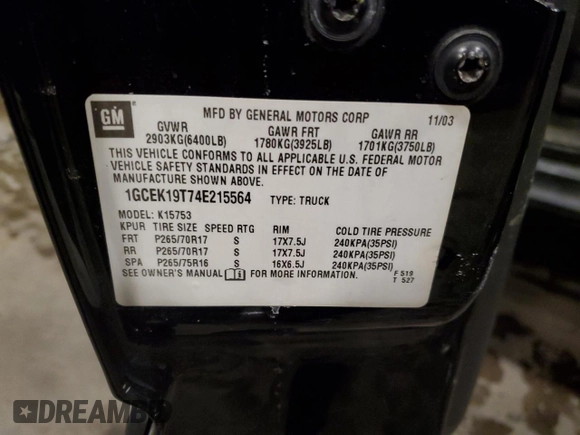 GM
MFD BY GENERAL MOTORS CORP 11/03
GVWR GAWR FRT GAWR RR
2903KG(6400LB) 1780KG(3925LB) 1701KG(3750LB)
THIS VEHICLE CONFORMS TO ALL APPLICABLE U.S. FEDERAL MOTOR
VEHICLE SAFETY STANDARDS IN EFFECT ON THE DATE OF
MANUFACTURE SHOWN ABOVE.
1GCEK19T74E215564 TYPE: TRUCK
MODEL: K15753
KPUR TIRE SIZE SPEED RTG RIM COLD TIRE PRESSURE
FRT P265/70R17 S 17X7.5J 240KPA(35PSI)
RR P265/70R17 S 17X7.5J 240KPA(35PSI)
SPA P265/75R16 S 16X6.5J 240KPA(35PSI)
SEE OWNER'S MANUAL FOR MORE INFORMATION.
F 519
T 527
DREAMBID